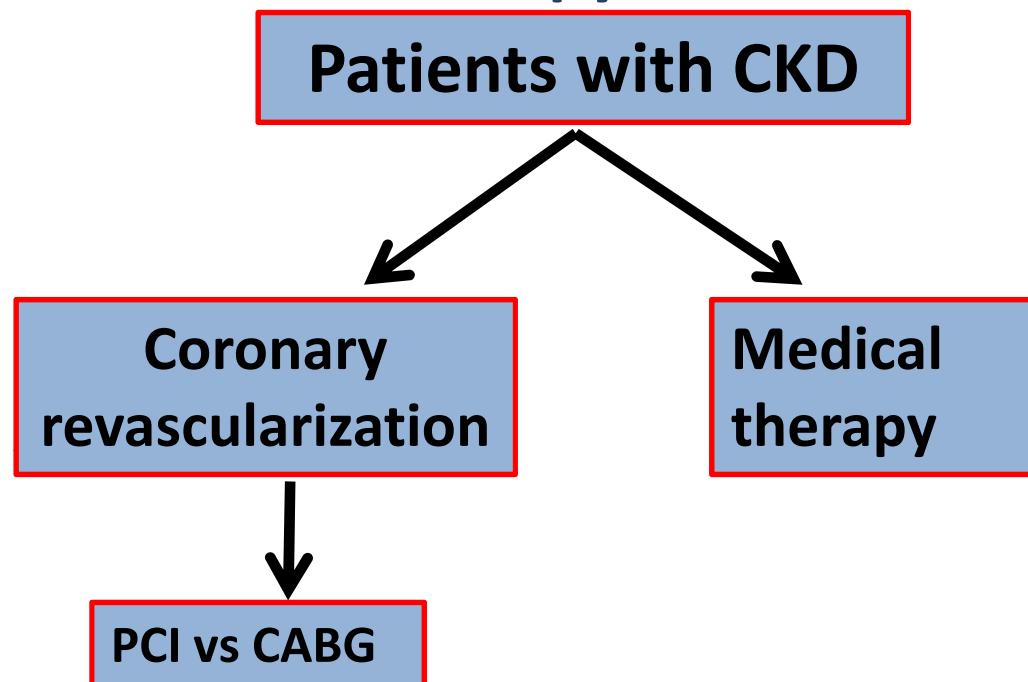 Patients with CKD
Coronary
revascularization
Medical
therapy
PCI vs CABG